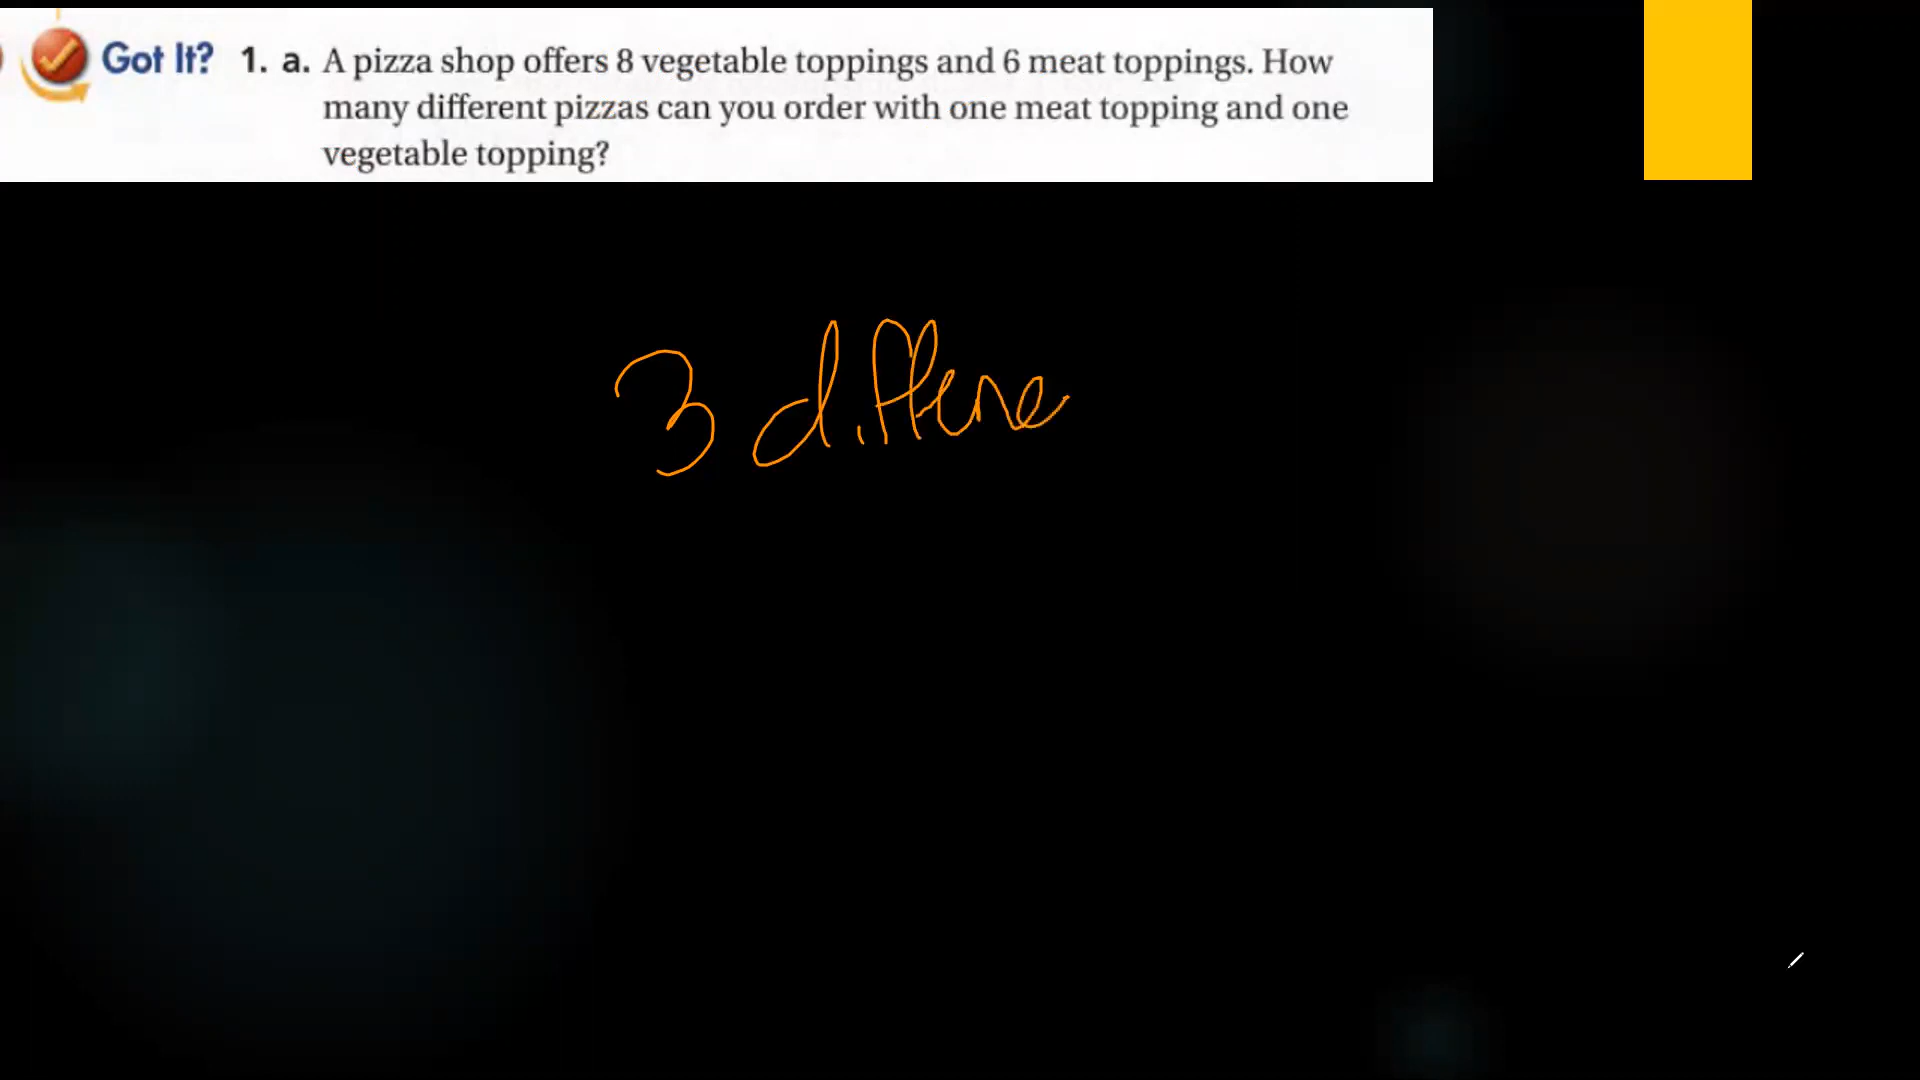 Got It? 1. a. A pizza shop offers 8 vegetable toppings and 6 meat toppings. How
many different pizzas can you order with one meat topping and one
vegetable topping?
3 differe